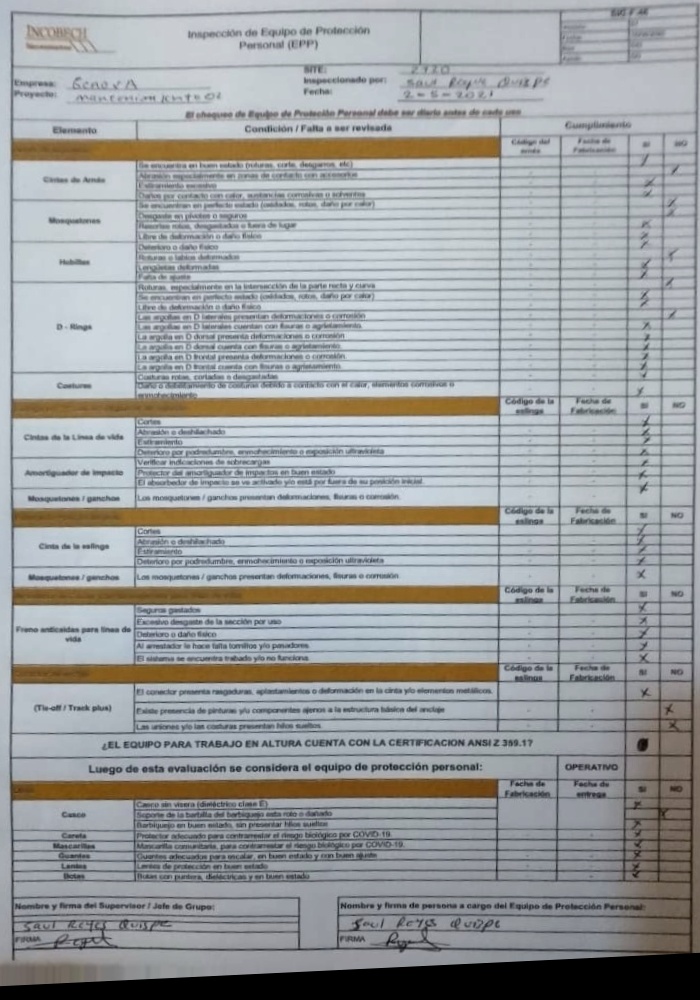 INCOBECH
Inspección de Equipo de Protección
Personal (EPP)
SITE: 2720
Empresa: GenovA
Inspeccionado por: Saul Reyes Quispe
Proyecto: Mantenimiento 02
Fecha: 2-5-2021
El chequeo de Equipo de Protección Personal debe ser diario antes de cada uso
Elemento Condición / Falta a ser revisada Cumplimiento
Código del arnés Fecha de Fabricación SI NO
Cintas de Arnés
Se encuentra en buen estado (roturas, corte, desgarros, etc)
Abrasión especialmente en zonas de contacto con accesorios
Estiramiento excesivo
Daños por contacto con calor, sustancias corrosivas o solventes
Mosquetones
Se encuentran en perfecto estado (oxidados, rotos, daño por calor)
Desgaste en pivotes o seguros
Resortes rotos, desgastados o fuera de lugar
Libre de deformación o daño físico
Hebillas
Deterioro o daño físico
Roturas o labios deformados
Lengüetas deformadas
Falta de ajuste
D - Rings
Roturas, especialmente en la intersección de la parte recta y curva
Se encuentran en perfecto estado (oxidados, rotos, daño por calor)
Libre de deformación o daño físico
Las argollas en D laterales presentan deformaciones o corrosión
Las argollas en D laterales cuentan con fisuras o agrietamiento
La argolla en D dorsal presenta deformaciones o corrosión
La argolla en D dorsal cuenta con fisuras o agrietamiento
La argolla en D frontal presenta deformaciones o corrosión
La argolla en D frontal cuenta con fisuras o agrietamiento
Costuras
Costuras rotas, cortadas o desgastadas
Daño o debilitamiento de costuras debido a contacto con el calor, elementos corrosivos o
enmohecimiento
Código de la eslinga Fecha de Fabricación SI NO
Cintas de la Línea de vida
Cortes
Abrasión o deshilachado
Estiramiento
Deterioro por podredumbre, enmohecimiento o exposición ultravioleta
Amortiguador de impacto
Verificar indicaciones de sobrecargas
Protector del amortiguador de impactos en buen estado
El absorbedor de impacto se ve activado y/o está por fuera de su posición inicial.
Mosquetones / ganchos
Los mosquetones / ganchos presentan deformaciones, fisuras o corrosión.
Código de la eslinga Fecha de Fabricación SI NO
Cinta de la eslinga
Cortes
Abrasión o deshilachado
Estiramiento
Deterioro por podredumbre, enmohecimiento o exposición ultravioleta
Mosquetones / ganchos
Los mosquetones / ganchos presentan deformaciones, fisuras o corrosión
Código de la eslinga Fecha de Fabricación SI NO
Freno anticaídas para línea de vida
Seguros gastados
Excesivo desgaste de la sección por uso
Deterioro o daño físico
Al arrestador le hace falta tornillos y/o pasadores
El sistema se encuentra trabado y/o no funciona.
Código de la eslinga Fecha de Fabricación SI NO
(Tie-off / Track plus)
El conector presenta rasgaduras, aplastamientos o deformación en la cinta y/o elementos metálicos.
Existe presencia de pinturas y/o componentes ajenos a la estructura básica del anclaje
Las uniones y/o las costuras presentan hilos sueltos.
¿EL EQUIPO PARA TRABAJO EN ALTURA CUENTA CON LA CERTIFICACION ANSI Z 359.1?
Luego de esta evaluación se considera el equipo de protección personal: OPERATIVO
Fecha de Fabricación Fecha de entrega SI NO
Casco
Casco sin visera (dieléctrico clase E)
Soporte de la barbilla del barbiquejo esta roto o dañado
Barbiquejo en buen estado, sin presentar hilos sueltos
Careta Protector adecuado para contrarrestar el riesgo biológico por COVID-19.
Mascarillas Mascarilla comunitaria, para contrarrestar el riesgo biológico por COVID-19.
Guantes Guantes adecuados para escalar, en buen estado y con buen ajuste
Lentes Lentes de protección en buen estado
Botas Botas con puntera, dieléctricas y en buen estado
Nombre y firma del Supervisor / Jefe de Grupo:
Saul Reyes Quispe
FIRMA
Nombre y firma de persona a cargo del Equipo de Protección Personal:
Saul Reyes Quispe
FIRMA